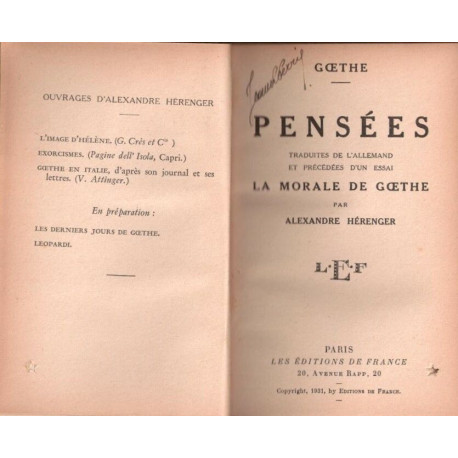 OUVRAGES D'ALEXANDRE HÉRENGER
L'IMAGE D'HÉLÈNE. (G. Crès et Cie)
EXORCISMES. (Pagine dell' Isola, Capri.)
GŒTHE EN ITALIE, d'après son journal et ses
lettres. (V. Attinger.)
En préparation :
LES DERNIERS JOURS DE GŒTHE.
LEOPARDI.
GŒTHE
PENSÉES
TRADUITES DE L'ALLEMAND
ET PRÉCÉDÉES D'UN ESSAI
LA MORALE DE GŒTHE
PAR
ALEXANDRE HÉRENGER
L·E·F
PARIS
LES ÉDITIONS DE FRANCE
20, AVENUE RAPP, 20
Copyright, 1931, by EDITIONS DE FRANCE.